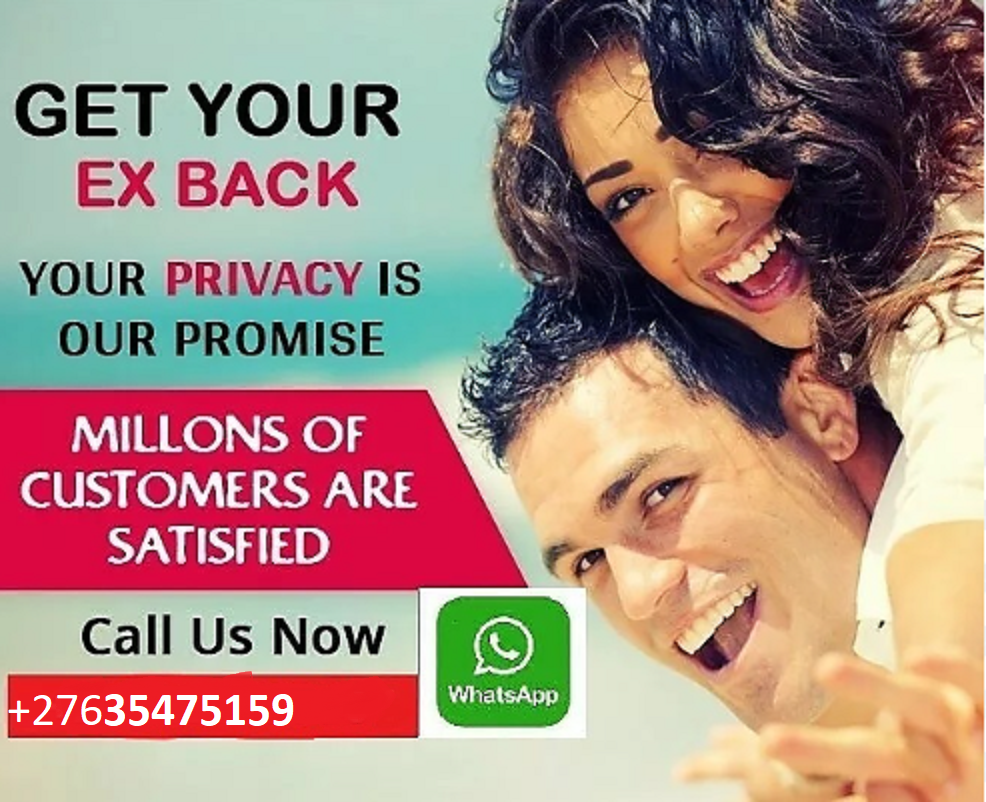 GET YOUR
EX BACK
YOUR PRIVACY IS
OUR PROMISE
MILLONS OF
CUSTOMERS ARE
SATISFIED
Call Us Now
+27635475159
WhatsApp